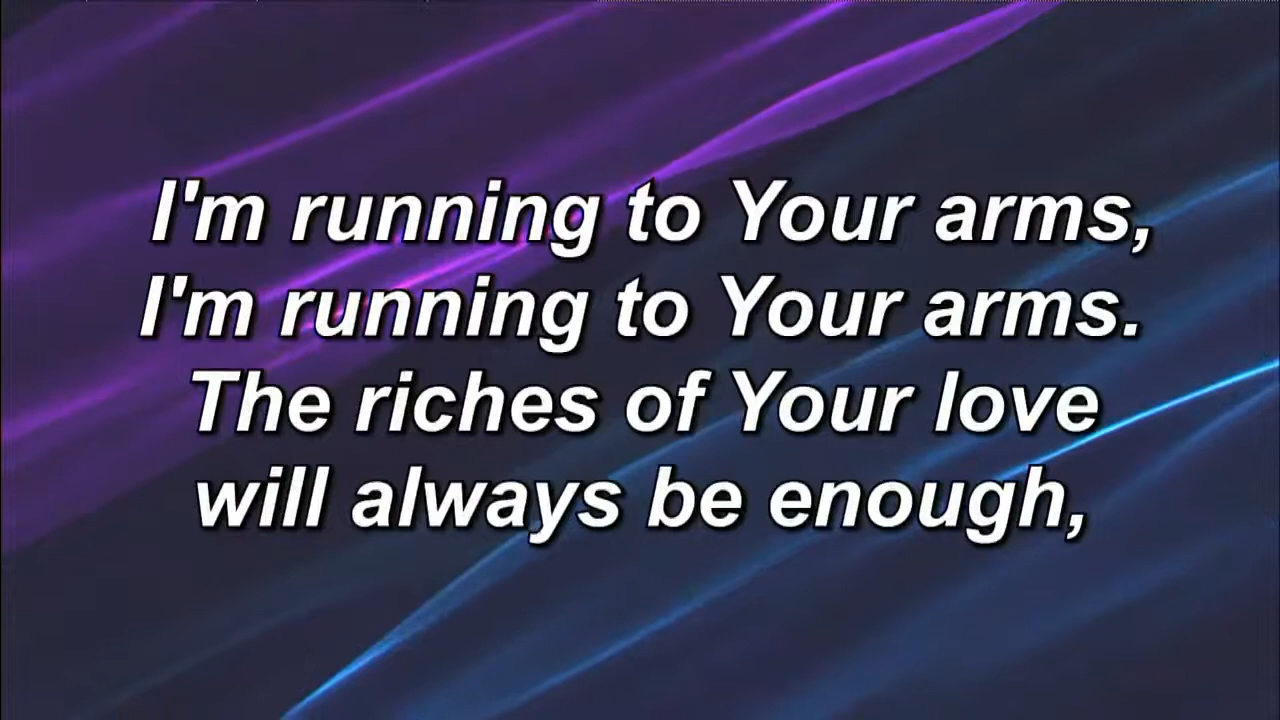 I'm running to Your arms,
I'm running to Your arms.
The riches of Your love
will always be enough,